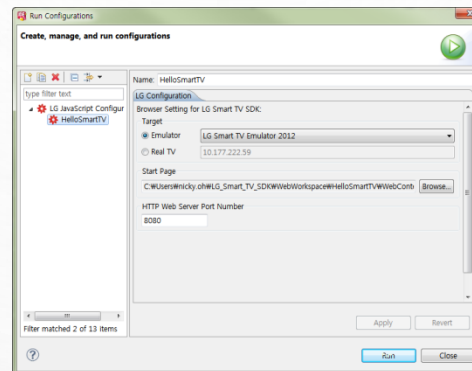 Run Configurations
Create, manage, and run configurations
type filter text
LG JavaScript Configur
HelloSmartTV
Filter matched 2 of 13 items
Name: HelloSmartTV
LG Configuration
Browser Setting for LG Smart TV SDK:
Target
Emulator LG Smart TV Emulator 2012
Real TV 10.177.222.59
Start Page
C:₩Users₩nicky.oh₩LG_Smart_TV_SDK₩WebWorkspace₩HelloSmartTV₩WebConte Browse...
HTTP Web Server Port Number
8080
Apply Revert
Run Close